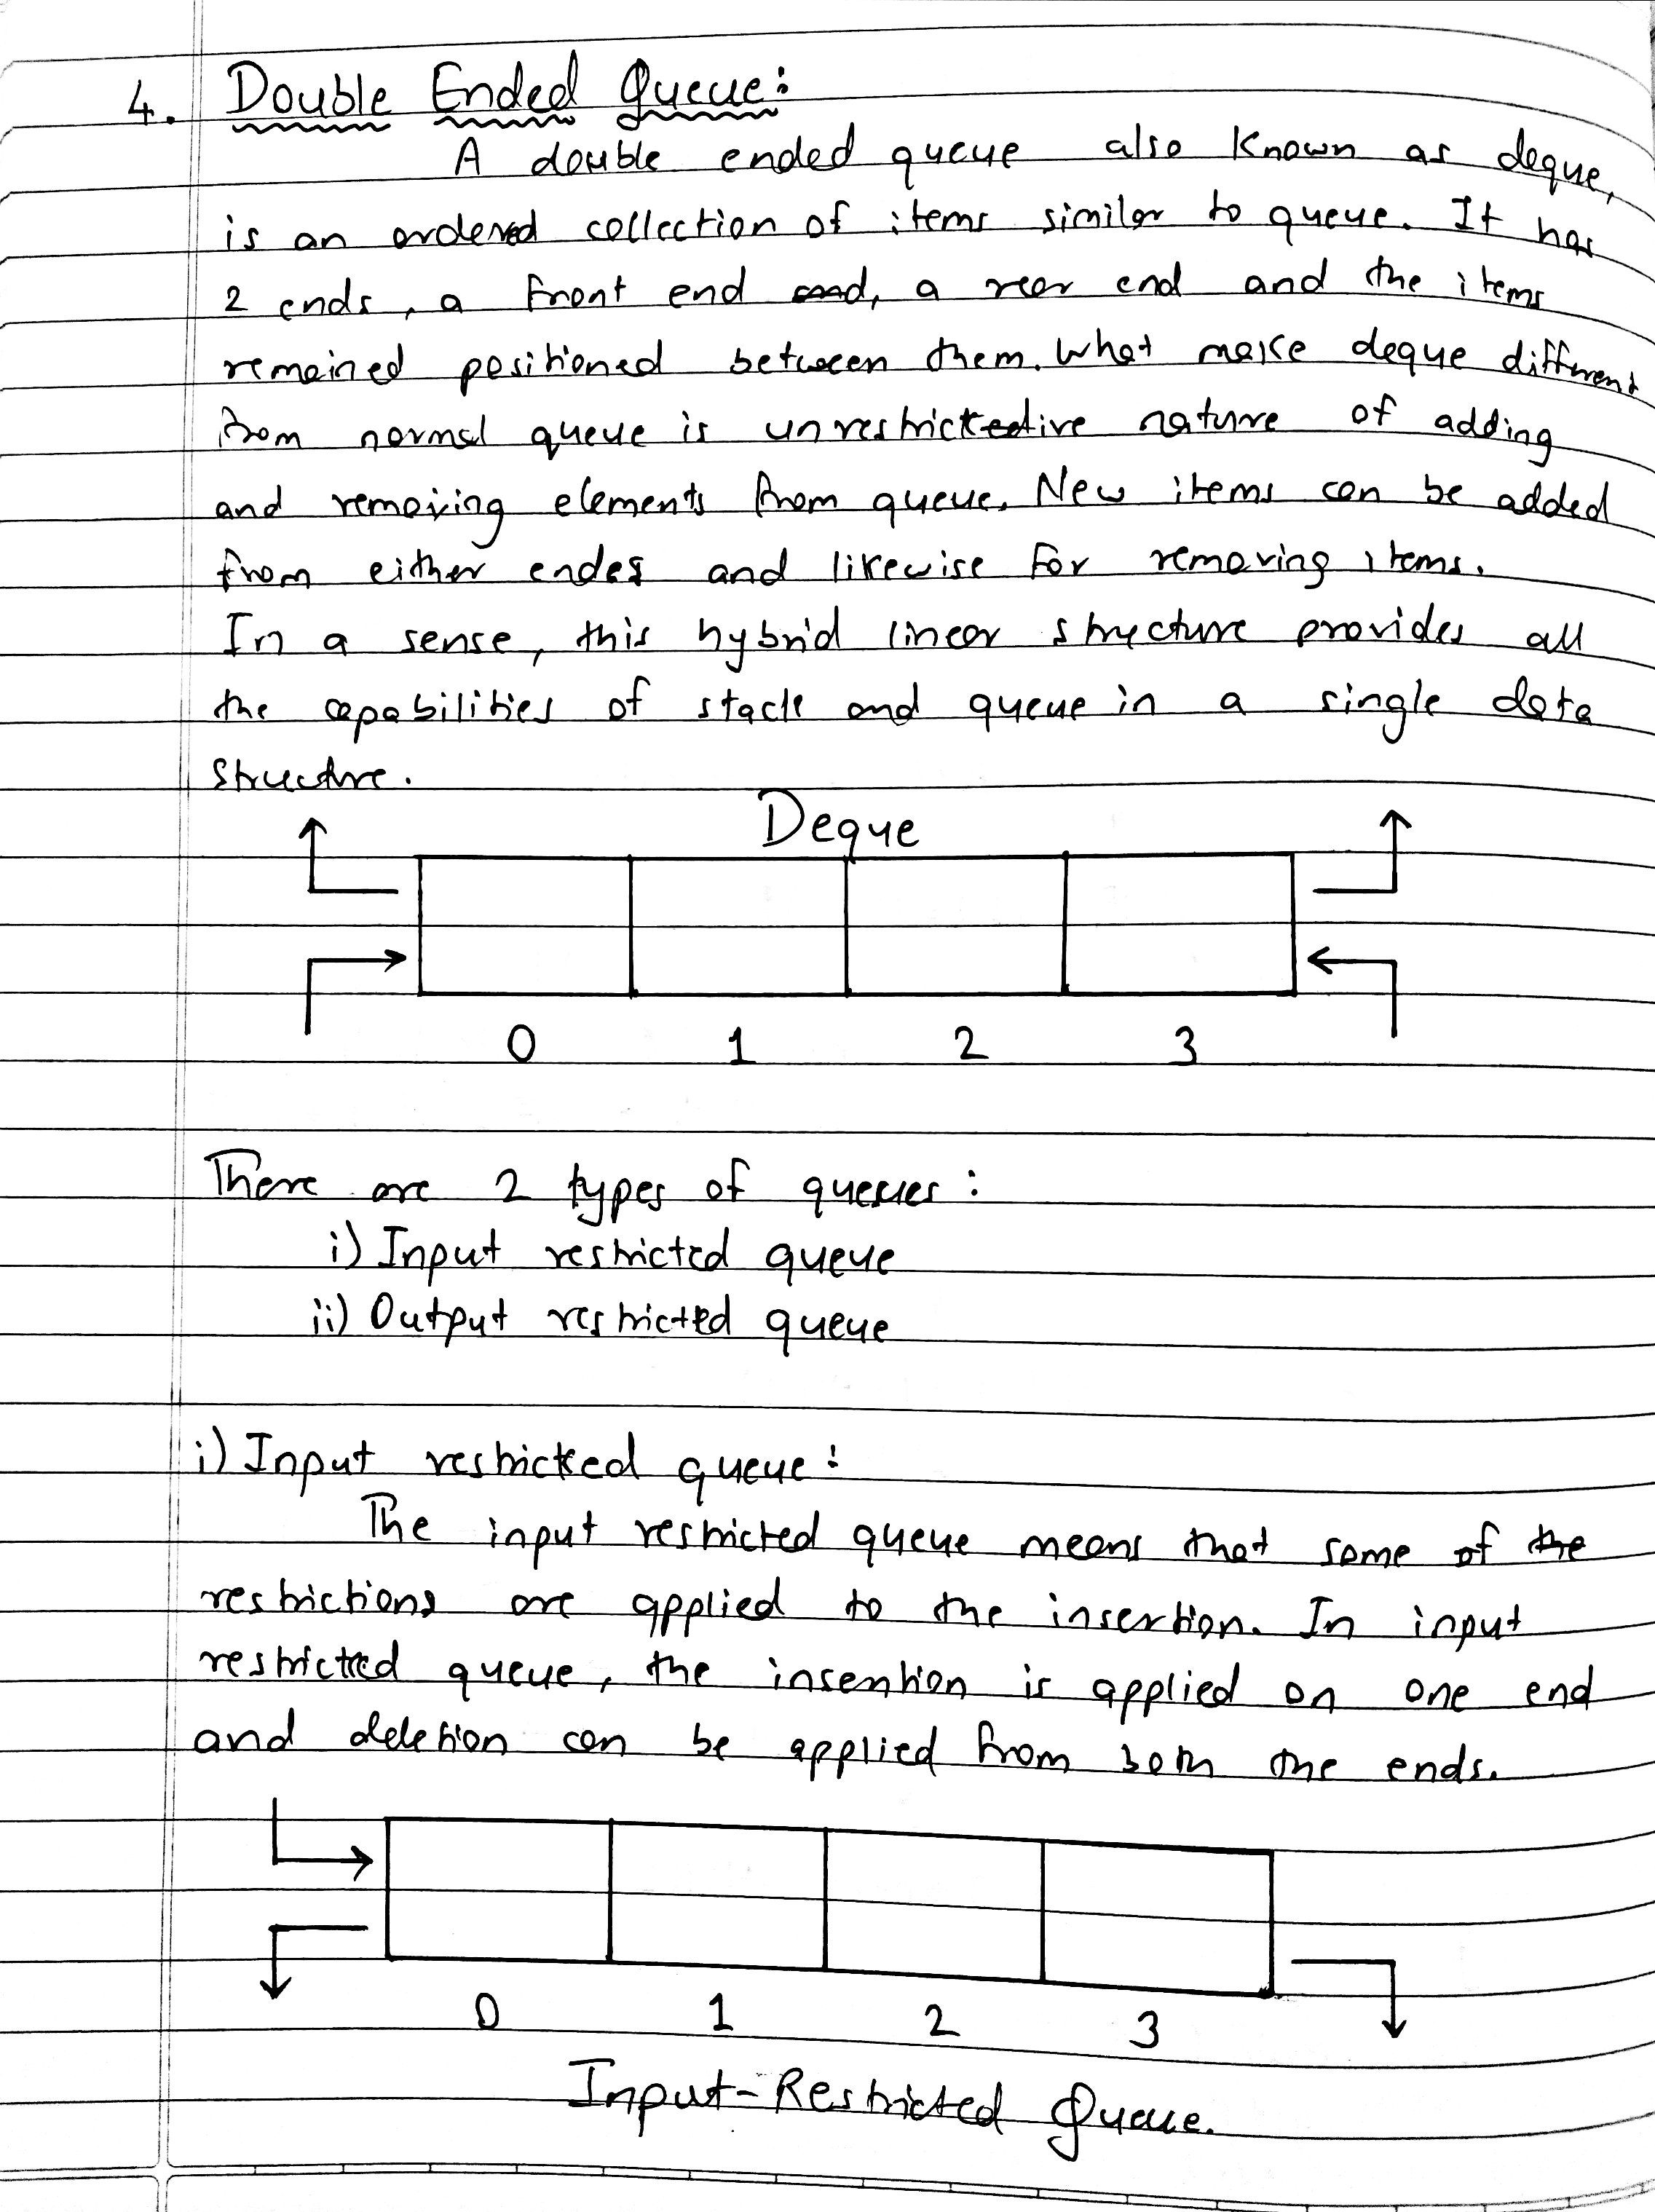 4. Double Ended Queue:
A double ended queue also known as deque,
is an ordered collection of items similar to queue. It has
2 ends, a front end and, a rear end and the items
remained positioned between them. What make deque different
from normal queue is unrestrictive nature of adding
and removing elements from queue. New items can be added
from either endes and likewise for removing items.
In a sense, this hybrid linear structure provides all
the capabilities of stack and queue in a single data
structure.
Deque
0 1 2 3
There are 2 types of queues:
i) Input restricted queue
ii) Output restricted queue
i) Input restricted queue:
The input restricted queue means that some of the
restrictions are applied to the insertion. In input
restricted queue, the insertion is applied on one end
and deletion can be applied from both the ends.
0 1 2 3
Input-Restricted Queue.